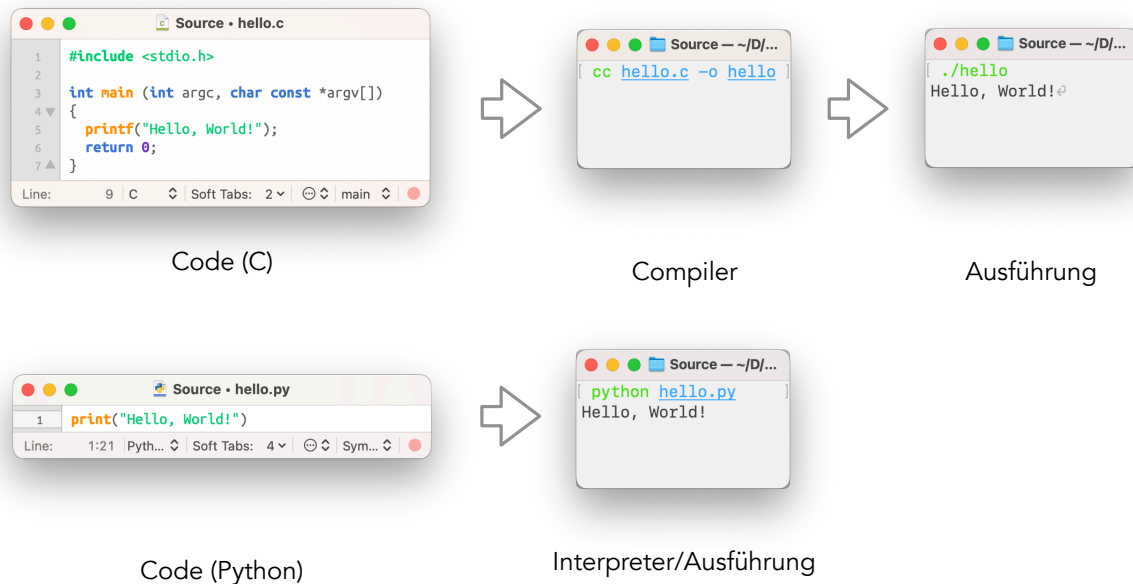 Source • hello.c
1 #include <stdio.h>
2
3 int main (int argc, char const *argv[])
4 {
5 printf("Hello, World!");
6 return 0;
7 }
Line: 9 C Soft Tabs: 2 main
Code (C)
Source — ~/D/...
[ cc hello.c -o hello ]
Compiler
Source — ~/D/...
[ ./hello
Hello, World!⏎
Ausführung
Source • hello.py
1 print("Hello, World!")
Line: 1:21 Pyth... Soft Tabs: 4 Sym...
Code (Python)
Source — ~/D/...
[ python hello.py ]
Hello, World!
Interpreter/Ausführung